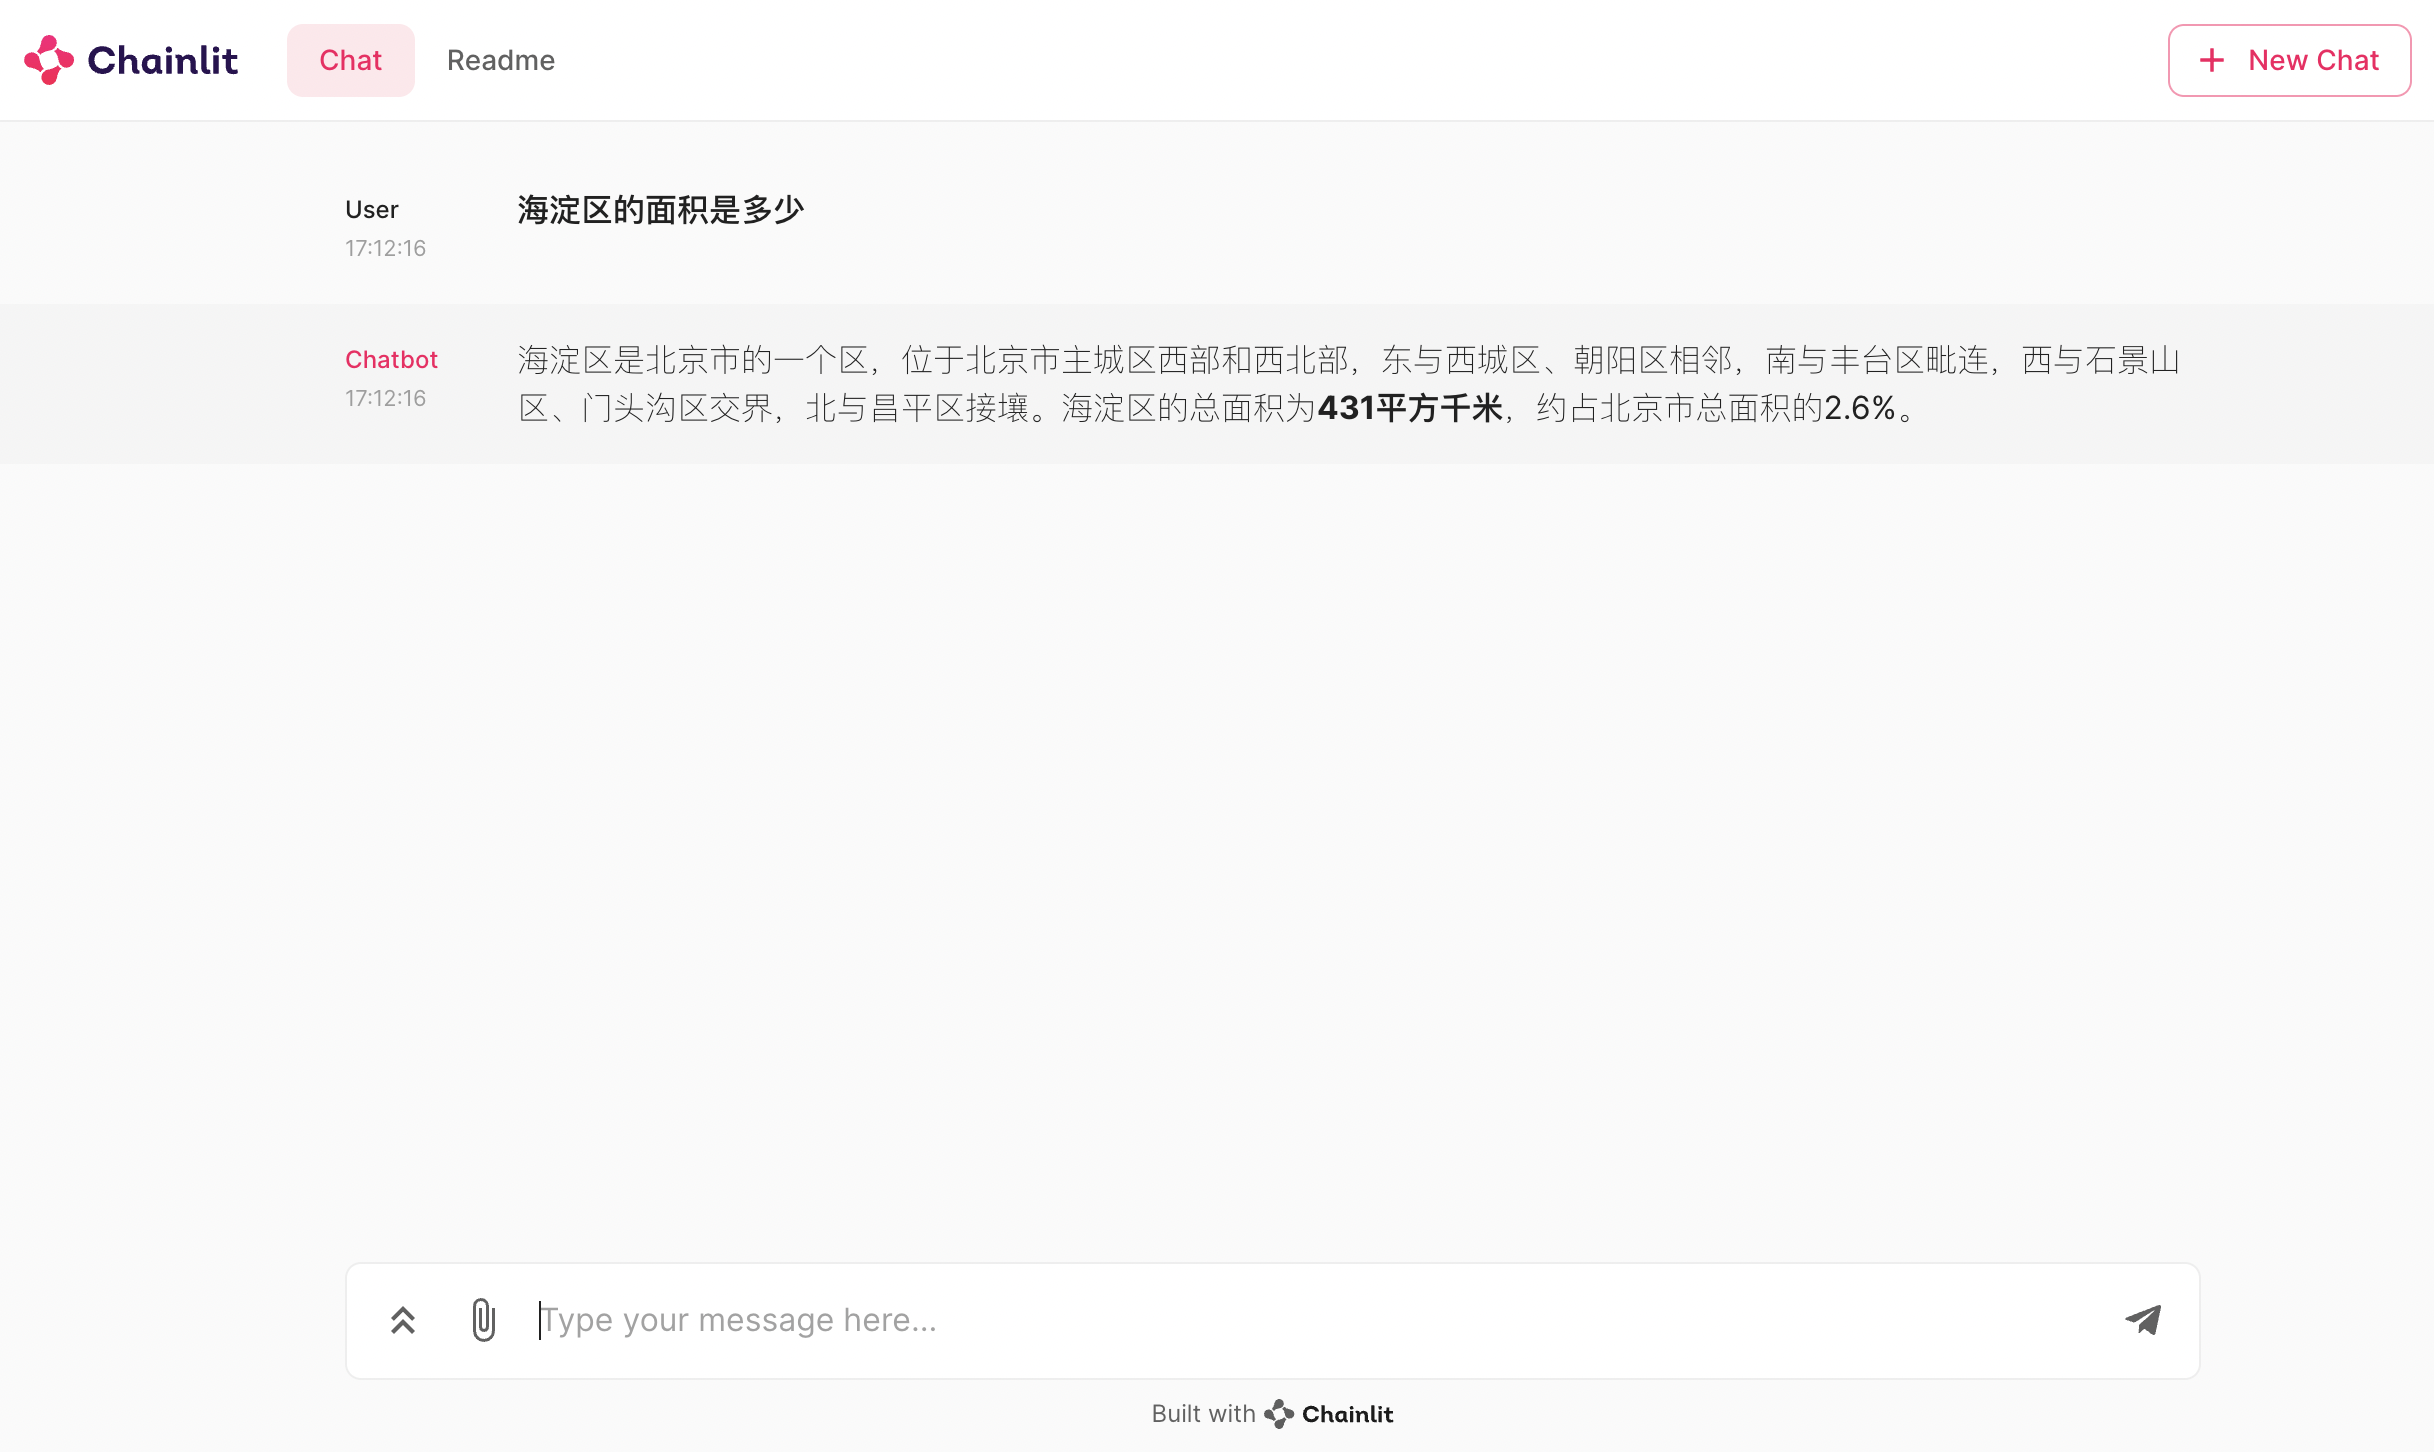 Chainlit
Chat
Readme
New Chat
User
海淀区的面积是多少
17:12:16
Chatbot
海淀区是北京市的一个区，位于北京市主城区西部和西北部，东与西城区、朝阳区相邻，南与丰台区毗连，西与石景山
17:12:16
区、门头沟区交界，北与昌平区接壤。海淀区的总面积为431平方千米，约占北京市总面积的2.6%。
Type your message here...
Built with Chainlit